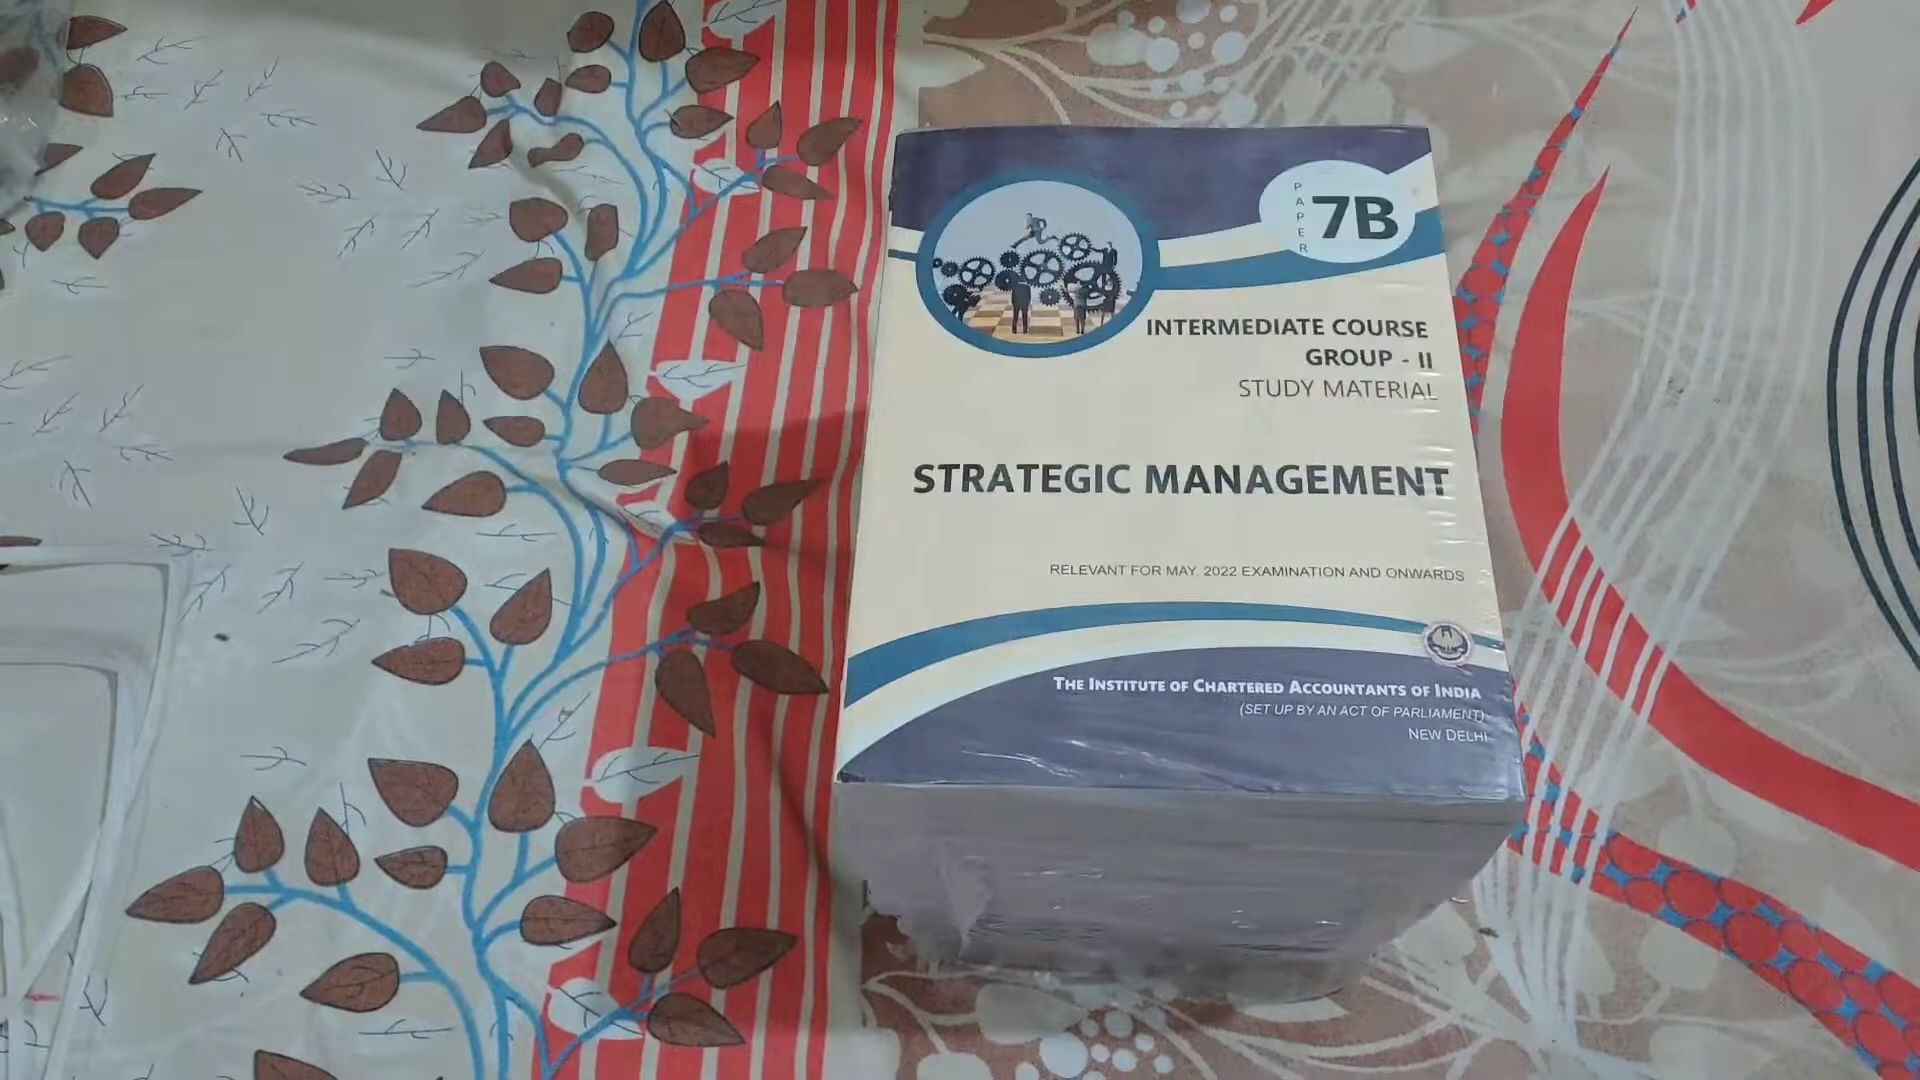 PAPER
7B
INTERMEDIATE COURSE
GROUP - II
STUDY MATERIAL
STRATEGIC MANAGEMENT
RELEVANT FOR MAY, 2022 EXAMINATION AND ONWARDS
THE INSTITUTE OF CHARTERED ACCOUNTANTS OF INDIA
(SET UP BY AN ACT OF PARLIAMENT)
NEW DELHI